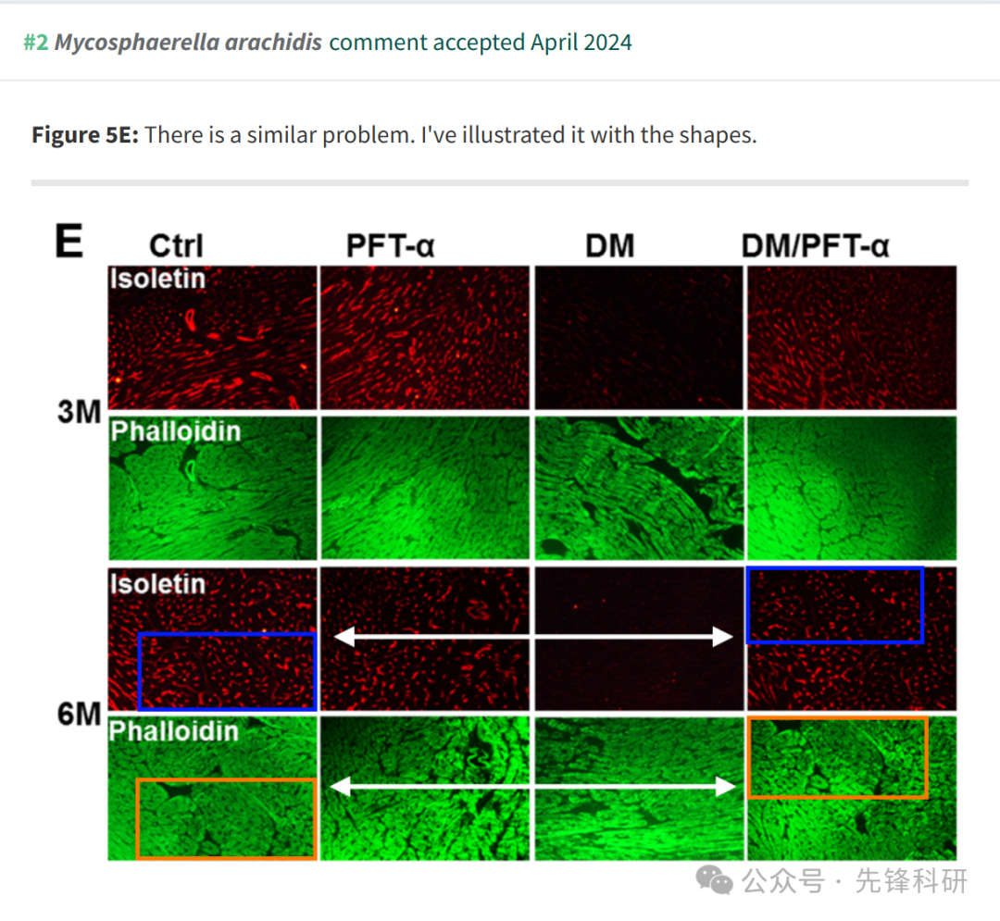 #2 Mycosphaerella arachidis comment accepted April 2024
Figure 5E: There is a similar problem. I've illustrated it with the shapes.
E Ctrl PFT-α DM DM/PFT-α
Isoletin
3M
Phalloidin
Isoletin
6M
Phalloidin
公众号 · 先锋科研